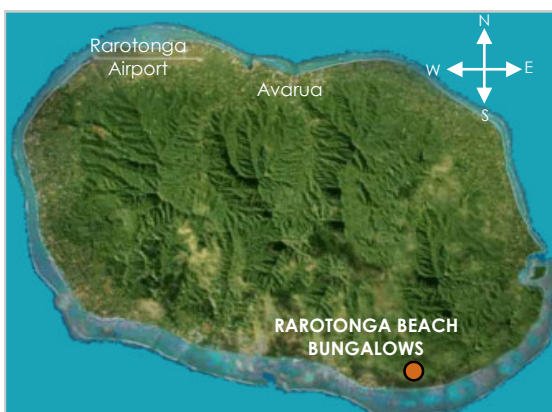 Rarotonga
Airport
Avarua
N
W
E
S
RAROTONGA BEACH
BUNGALOWS